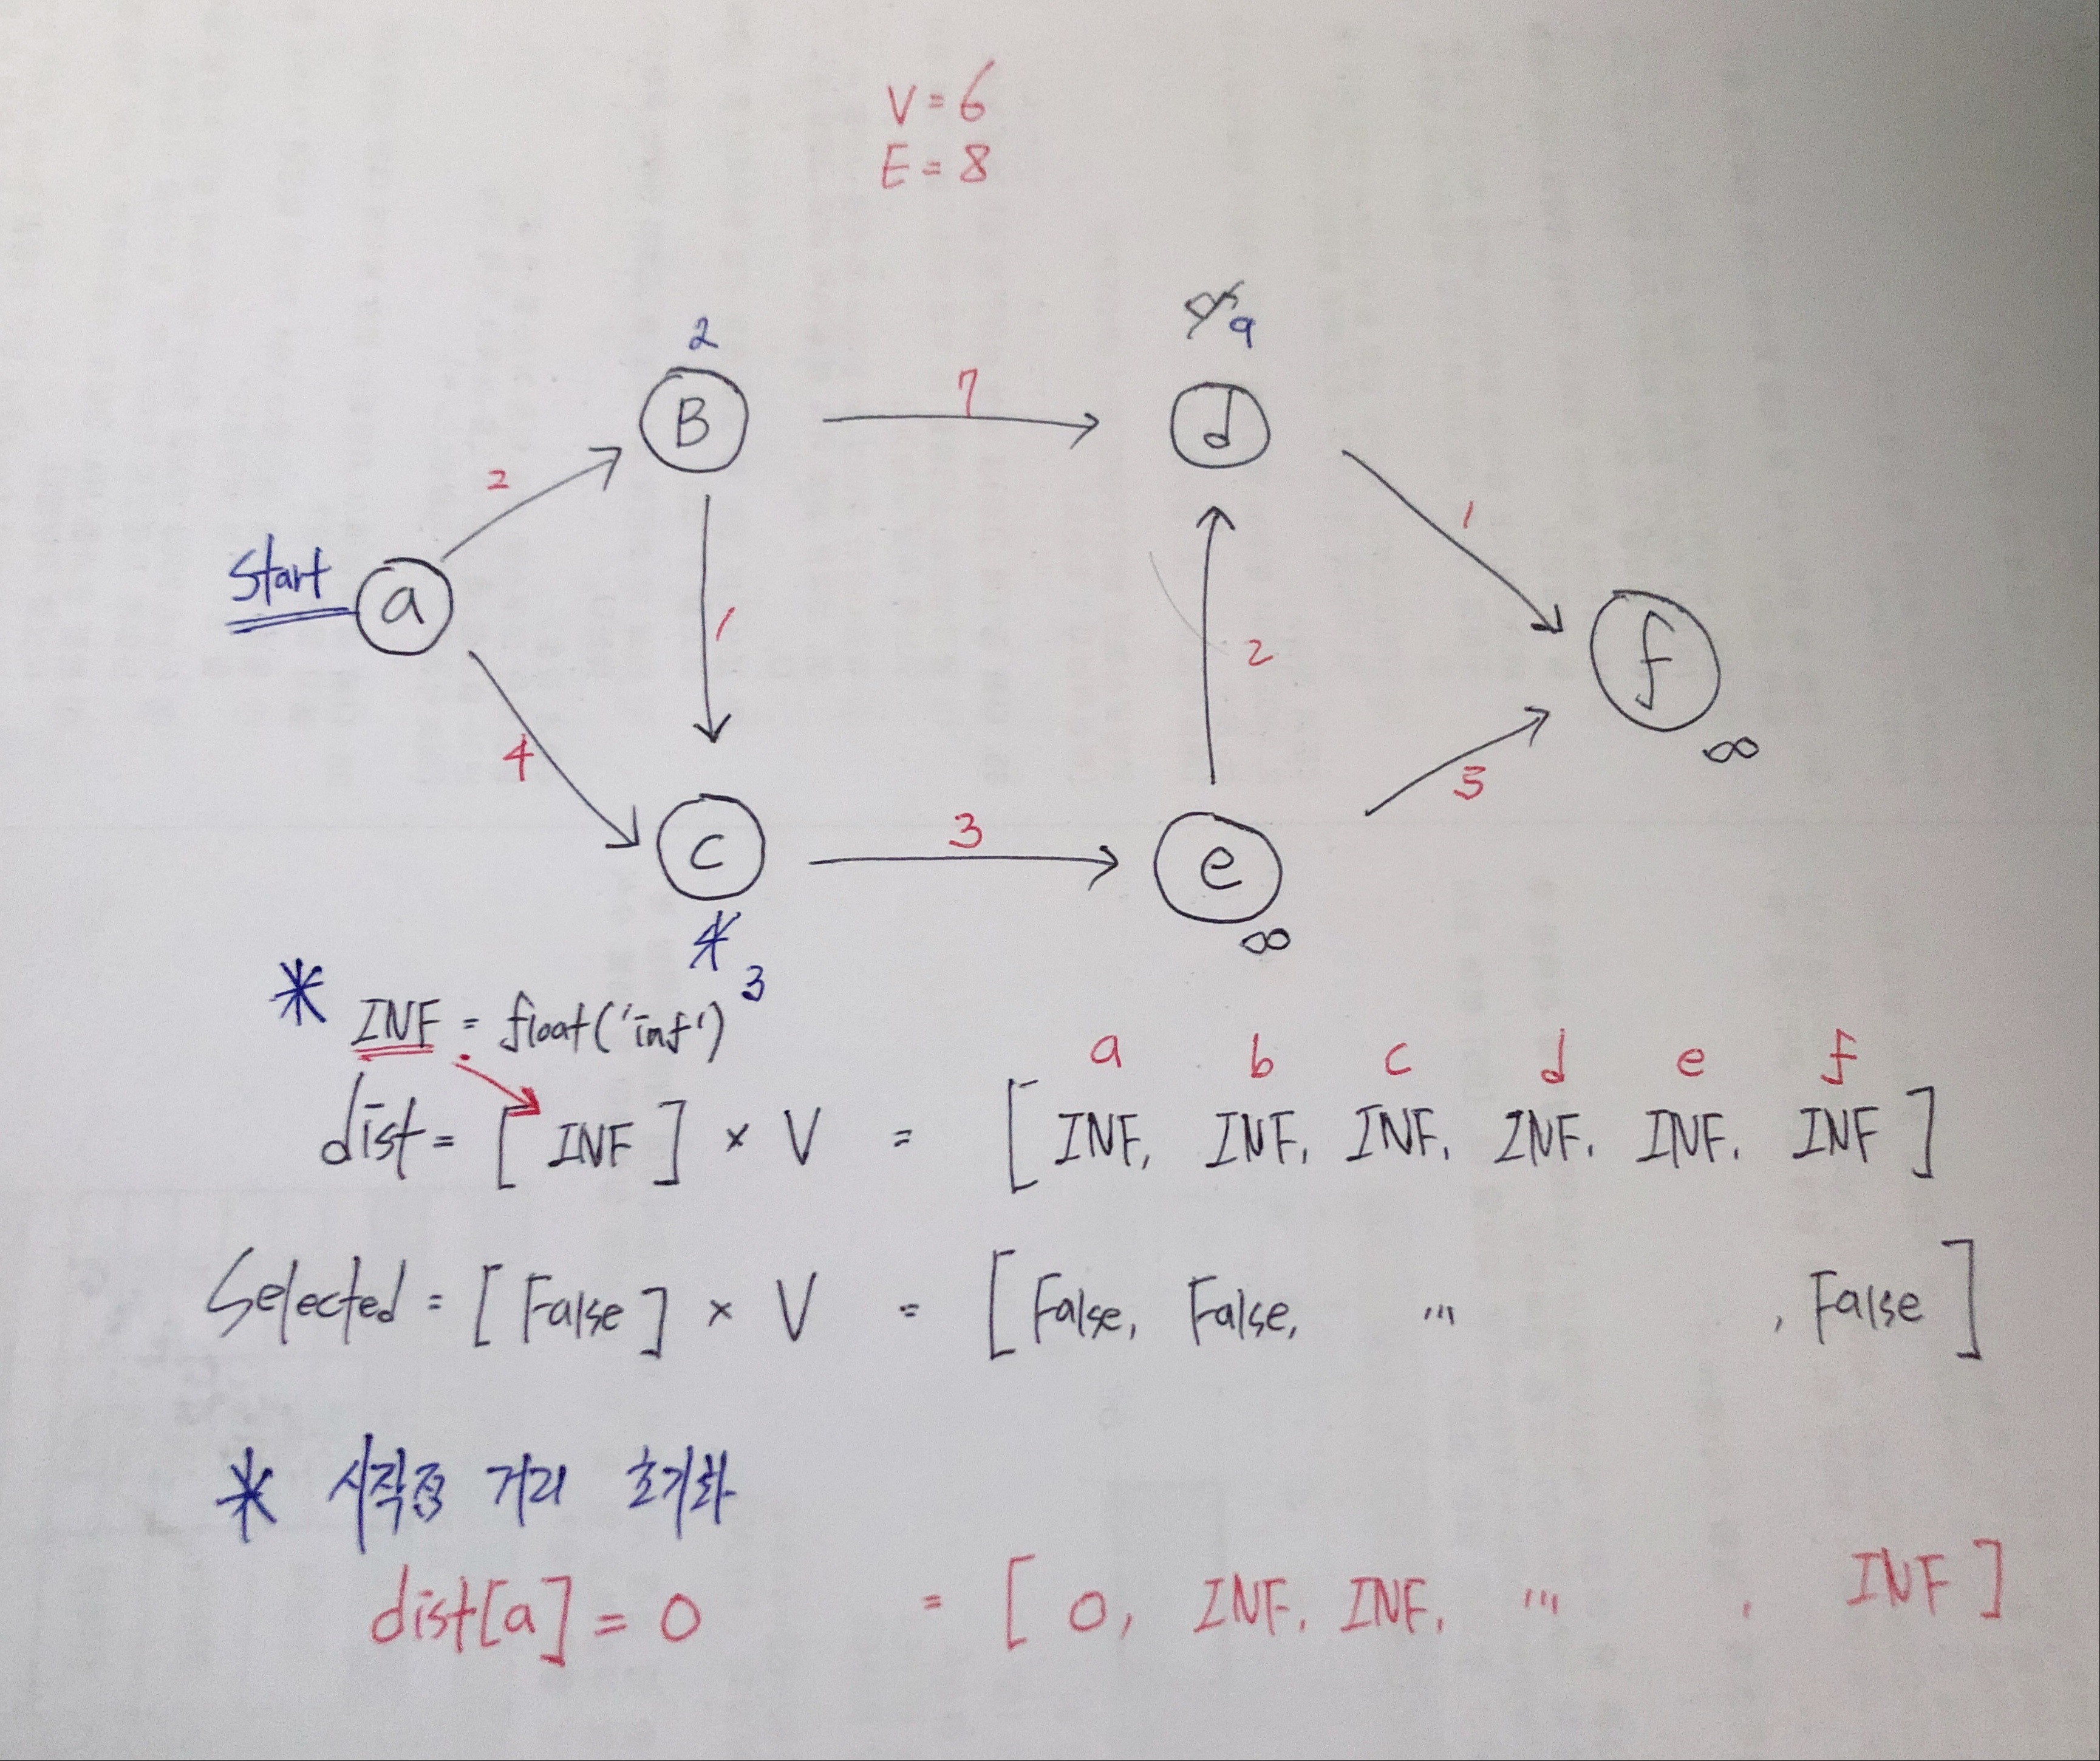 V = 6
E = 8
2
∞ 9
B
7
d
2
1
Start
a
1
2
f
4
5
∞
c
3
e
4 3
∞
* INF = float('inf')
a b c d e f
dist = [ INF ] × V = [ INF, INF, INF, INF, INF, INF ]
Selected = [ False ] × V = [ False, False, ... , False ]
* 시작점 거리 초기화
dist[a] = 0 = [ 0, INF, INF, ... , INF ]